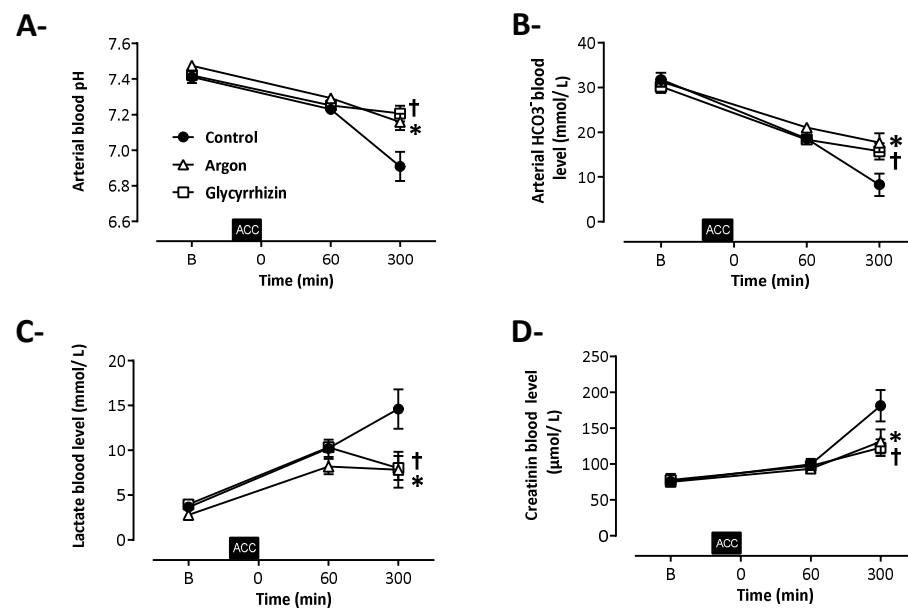 A-
Arterial blood pH
7.6
7.4
7.2
7.0
6.8
6.6
Control
Argon
Glycyrrhizin
†
*
ACC
B 0 60 300
Time (min)
B-
Arterial HCO3⁻blood
level (mmol/ L)
40
30
20
10
0
*
†
ACC
B 0 60 300
Time (min)
C-
Lactate blood level (mmol/ L)
20
15
10
5
0
†
*
ACC
B 0 60 300
Time (min)
D-
Creatinin blood level
(µmol/ L)
250
200
150
100
50
0
*
†
ACC
B 0 60 300
Time (min)